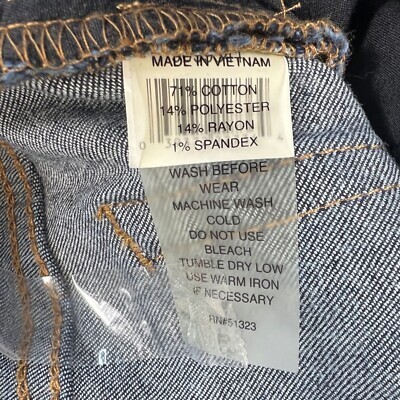 MADE IN VIETNAM
71% COTTON
14% POLYESTER
14% RAYON
1% SPANDEX
WASH BEFORE
WEAR
MACHINE WASH
COLD
DO NOT USE
BLEACH
TUMBLE DRY LOW
USE WARM IRON
IF NECESSARY
RN#51323